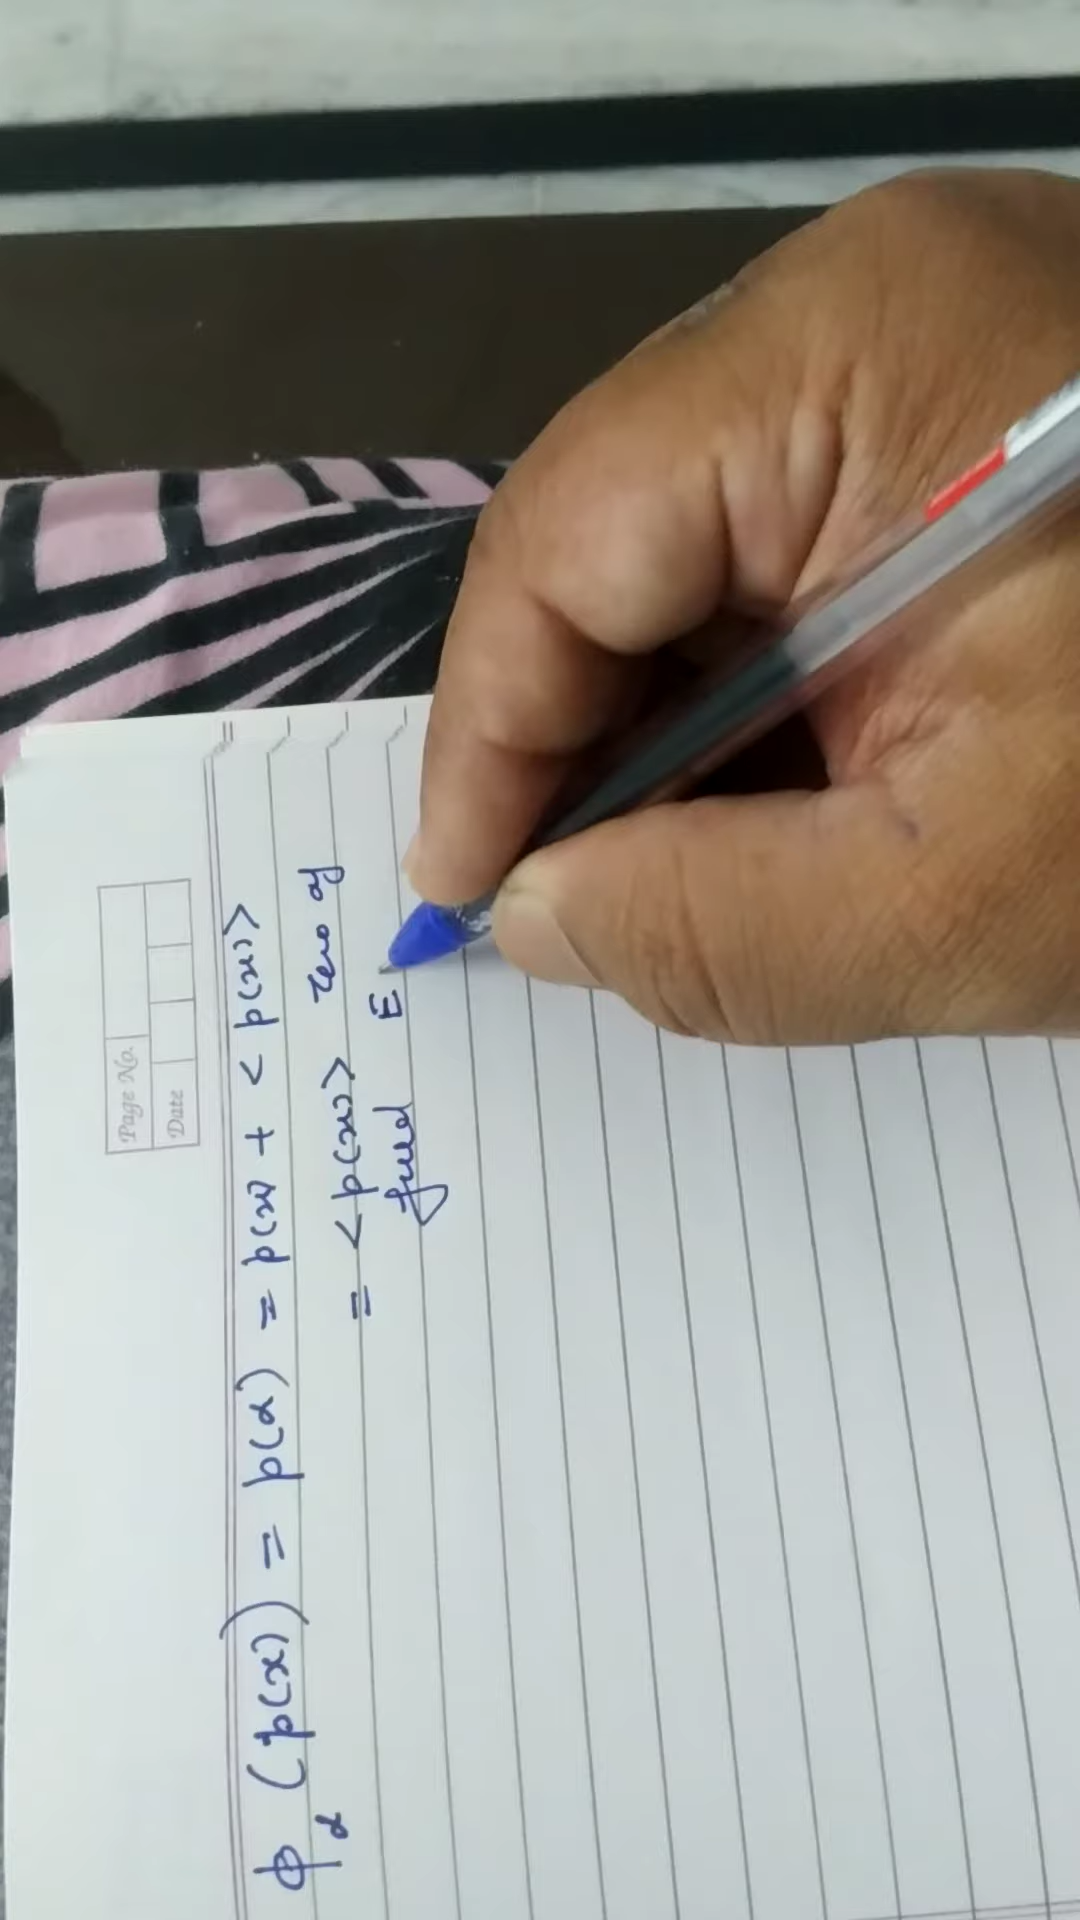 Page No.
Date
ϕ_α (p(x)) = p(α) = p(x) + < p(x)>
= < p(x)> zero of
field E